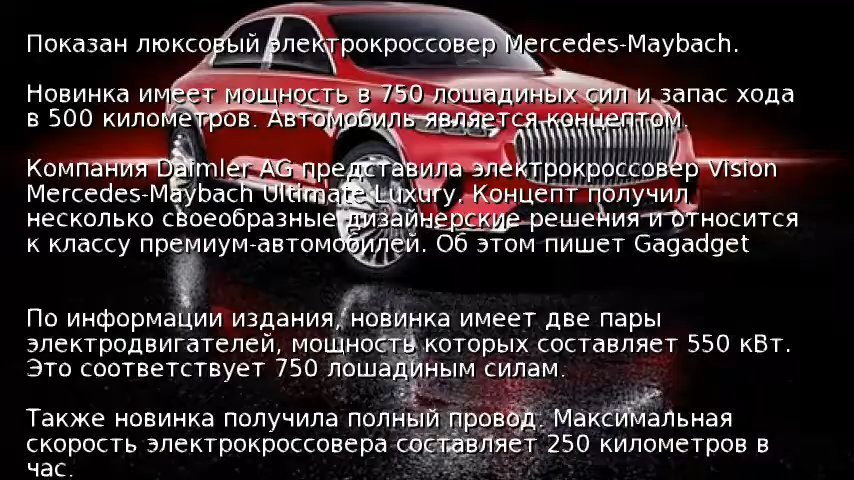 Показан люксовый электрокроссовер Mercedes-Maybach.
Новинка имеет мощность в 750 лошадиных сил и запас хода
в 500 километров. Автомобиль является концептом.
Компания Daimler AG представила электрокроссовер Vision
Mercedes-Maybach Ultimate Luxury. Концепт получил
несколько своеобразные дизайнерские решения и относится
к классу премиум-автомобилей. Об этом пишет Gagadget
По информации издания, новинка имеет две пары
электродвигателей, мощность которых составляет 550 кВт.
Это соответствует 750 лошадиным силам.
Также новинка получила полный провод. Максимальная
скорость электрокроссовера составляет 250 километров в
час.